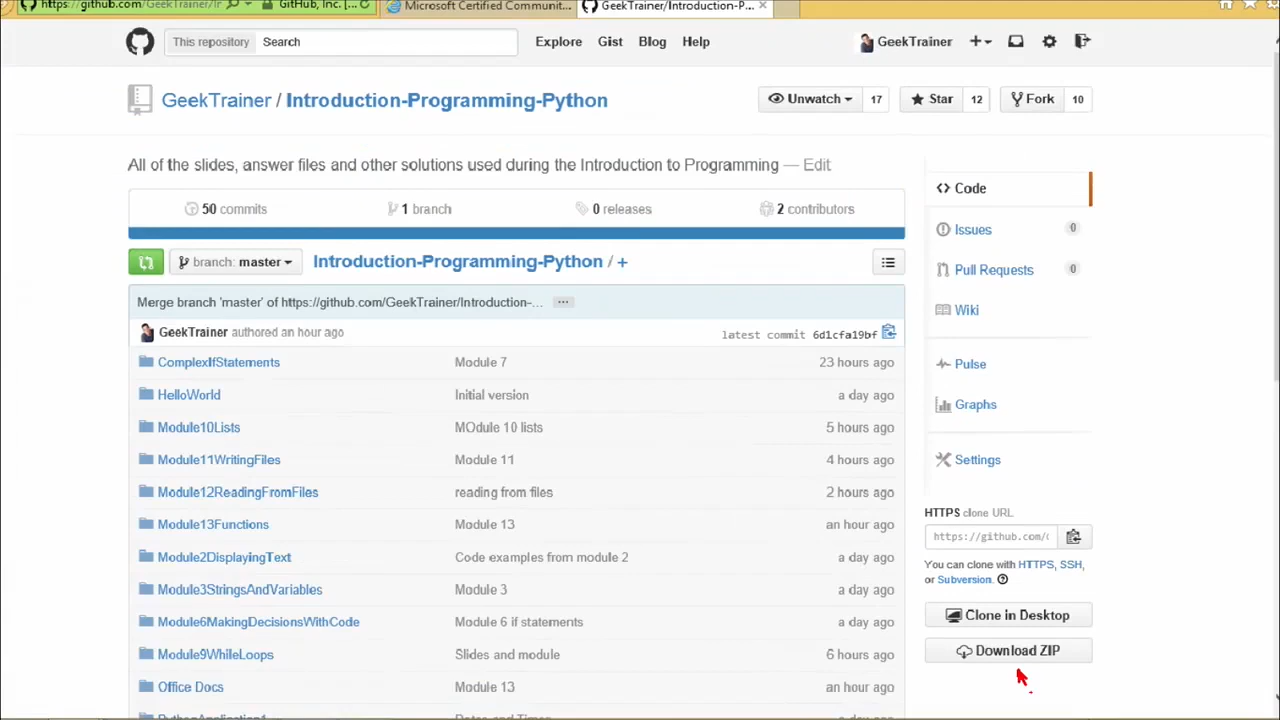 https://github.com/GeekTrainer/Ir
GitHub, Inc. [...
Microsoft Certified Communit...
GeekTrainer/Introduction-P...
This repository Search
Explore Gist Blog Help
GeekTrainer
GeekTrainer / Introduction-Programming-Python
Unwatch 17
Star 12
Fork 10
All of the slides, answer files and other solutions used during the Introduction to Programming — Edit
50 commits
1 branch
0 releases
2 contributors
branch: master
Introduction-Programming-Python / +
Merge branch 'master' of https://github.com/GeekTrainer/Introduction-... ...
GeekTrainer authored an hour ago
latest commit 6d1cfa19bf
ComplexIfStatements Module 7 23 hours ago
HelloWorld Initial version a day ago
Module10Lists MOdule 10 lists 5 hours ago
Module11WritingFiles Module 11 4 hours ago
Module12ReadingFromFiles reading from files 2 hours ago
Module13Functions Module 13 an hour ago
Module2DisplayingText Code examples from module 2 a day ago
Module3StringsAndVariables Module 3 a day ago
Module6MakingDecisionsWithCode Module 6 if statements a day ago
Module9WhileLoops Slides and module 6 hours ago
Office Docs Module 13 an hour ago
PythonApplication1 Dates and Times a day ago
Code
Issues 0
Pull Requests 0
Wiki
Pulse
Graphs
Settings
HTTPS clone URL
https://github.com/
You can clone with HTTPS, SSH,
or Subversion.
Clone in Desktop
Download ZIP